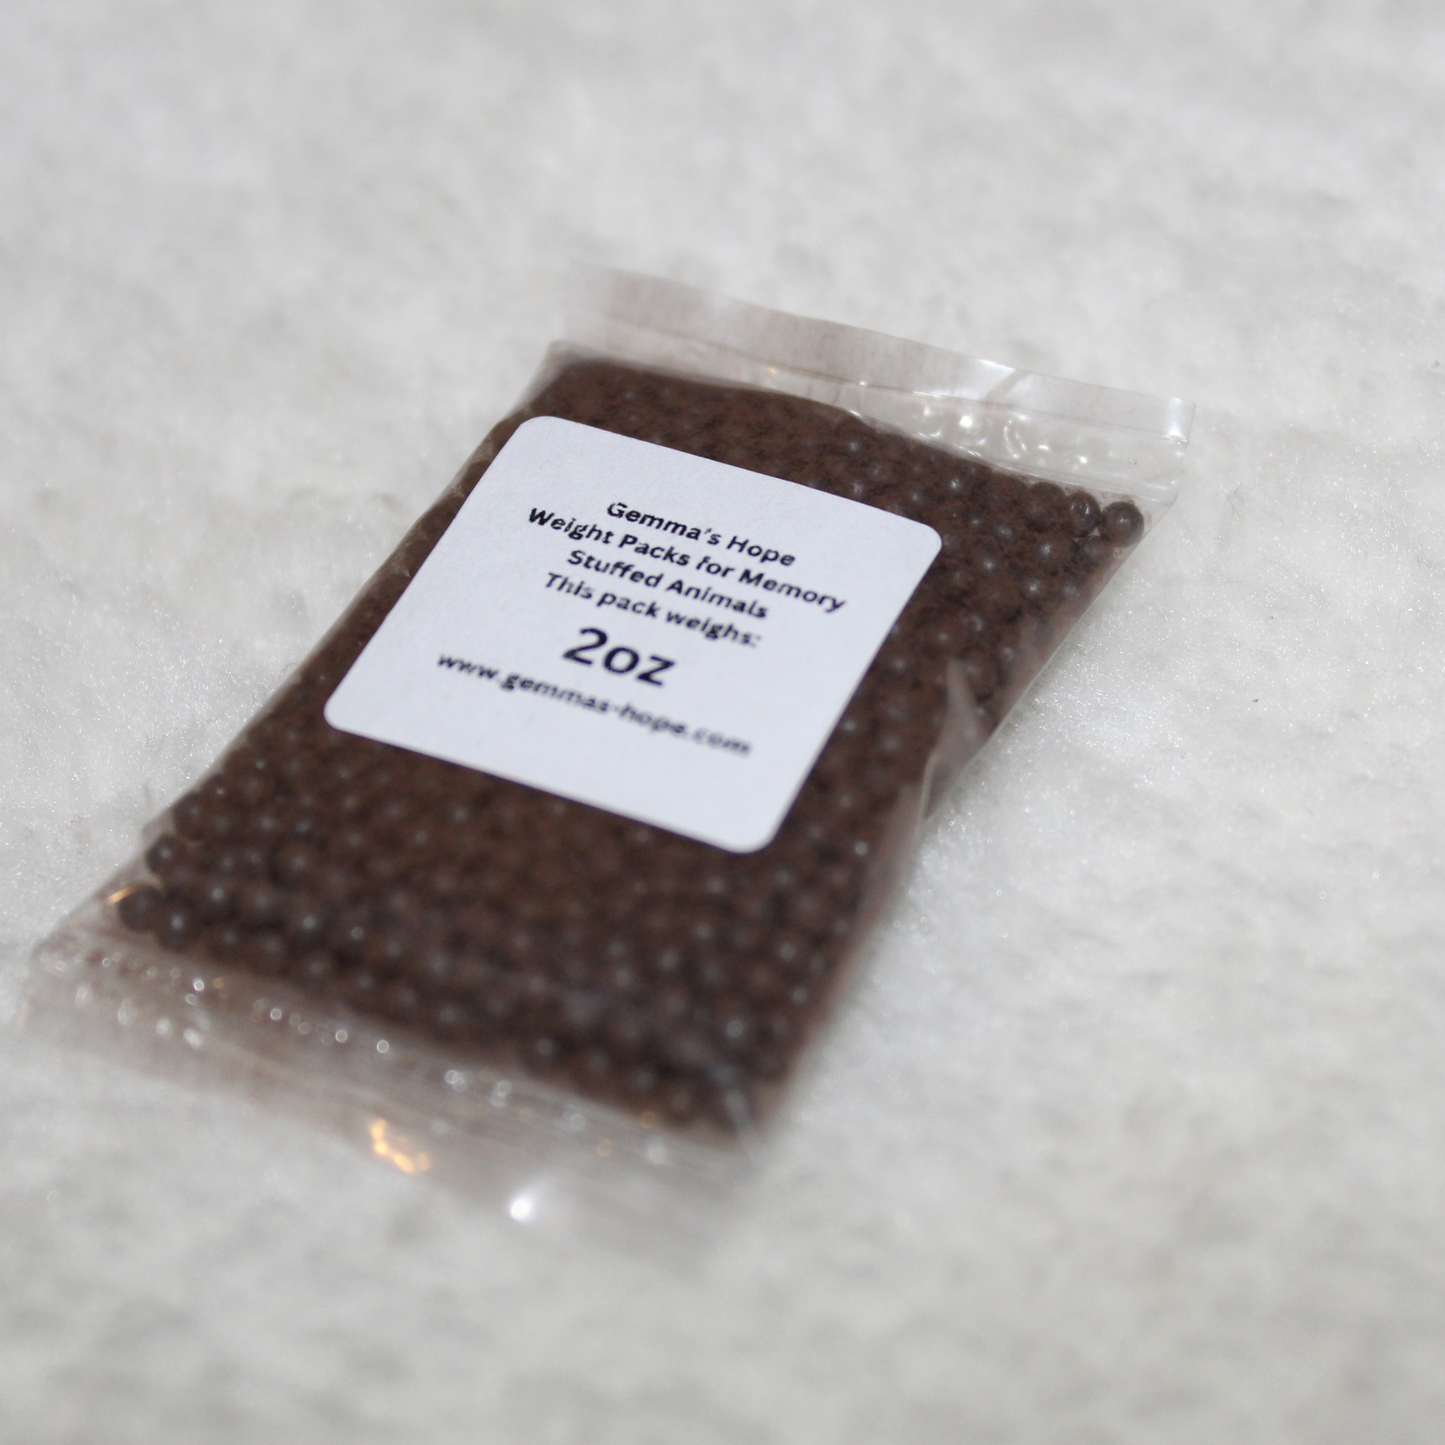 Gemma's Hope
Weight Packs for Memory
Stuffed Animals
This pack weighs:
2oz
www.gemmas-hope.com